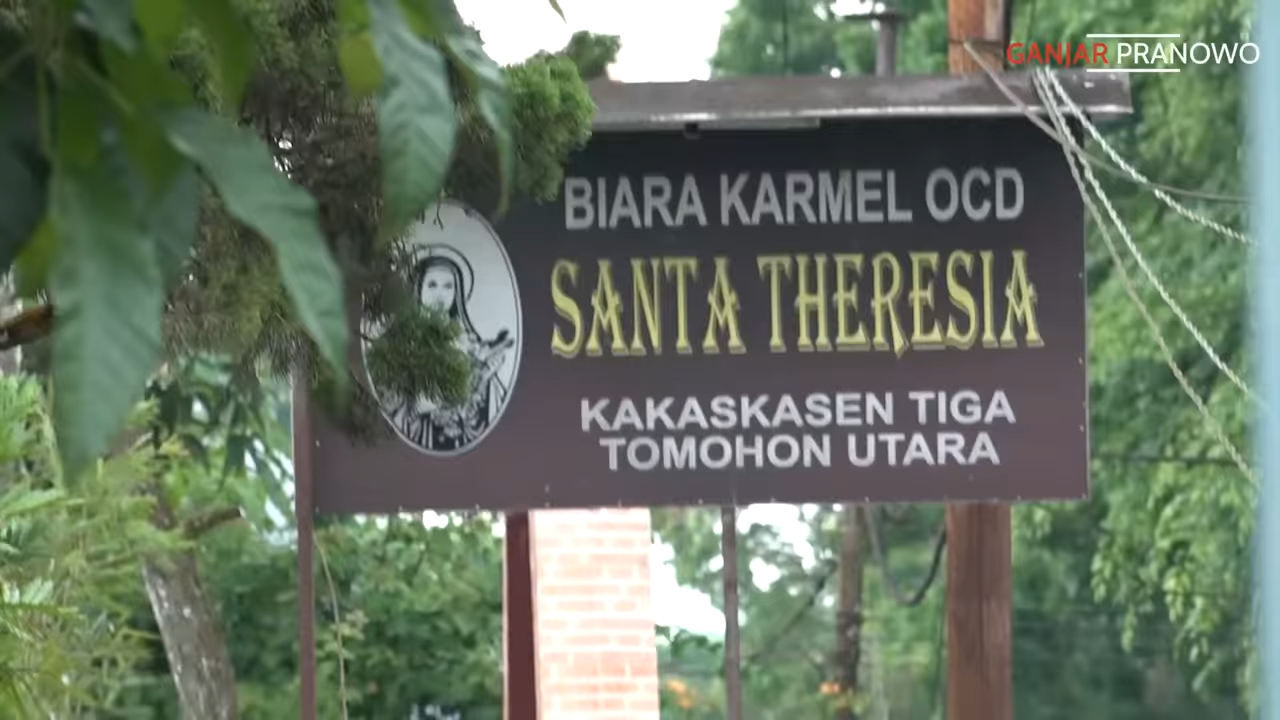 GANJAR PRANOWO
BIARA KARMEL OCD
SANTA THERESIA
KAKASKASEN TIGA
TOMOHON UTARA